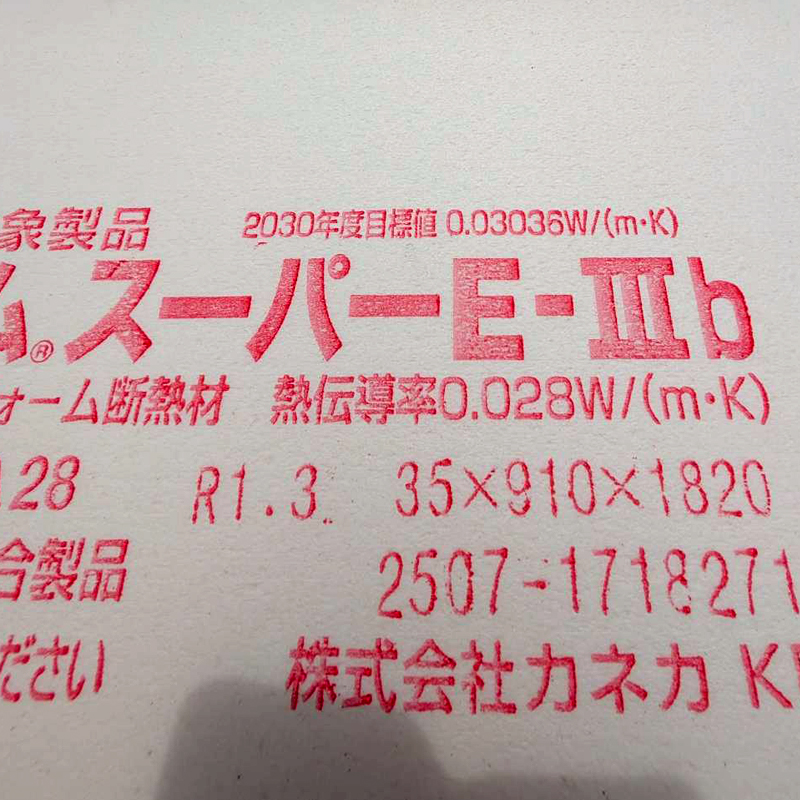 象製品 2030年度目標値 0.03036W/(m·K)
ム®スーパーE-Ⅲb
ォーム断熱材 熱伝導率0.028W/(m·K)
28 R1.3 35×910×1820
合製品 2507-1718271
ださい 株式会社カネカ K